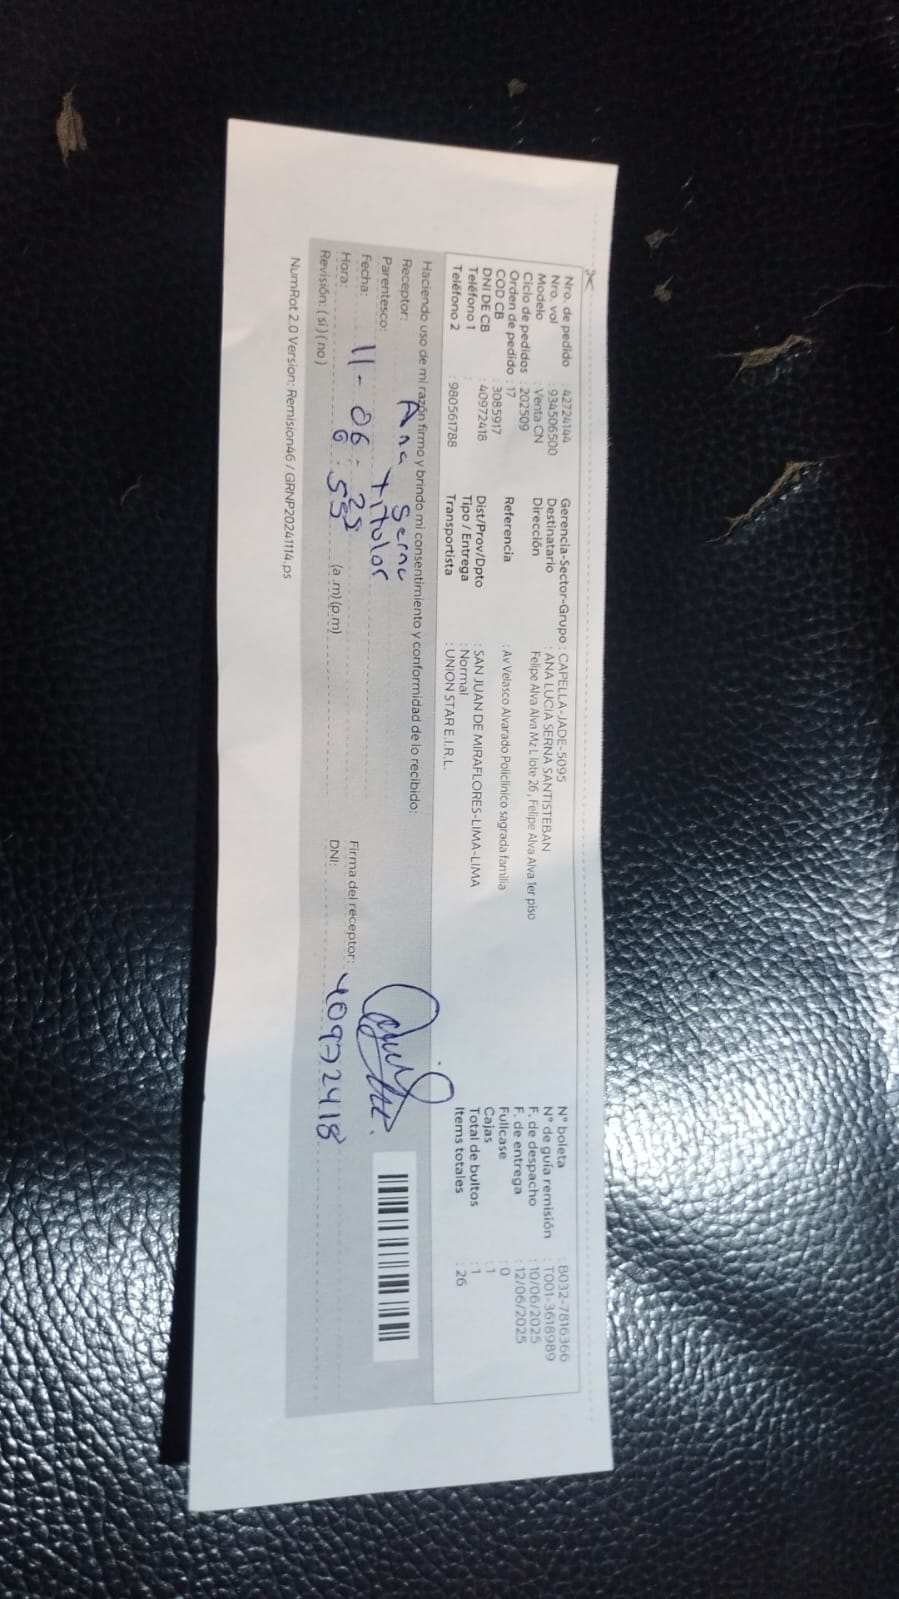 Nro. de pedido : 42724144
Nro. vol : 934506500
Modelo : Venta CN
Ciclo de pedidos : 202509
Orden de pedido : 17
COD CB : 3085917
DNI DE CB : 40972418
Teléfono 1 :
Teléfono 2 : 980561788
Gerencia-Sector-Grupo : CAPELLA-JADE-5095
Destinatario : ANA LUCIA SERNA SANTISTEBAN
Dirección Felipe Alva Alva Mz L lote 26 , Felipe Alva Alva 1er piso
Referencia : Av Velasco Alvarado Policlínico sagrada familia
Dist/Prov/Dpto : SAN JUAN DE MIRAFLORES-LIMA-LIMA
Tipo / Entrega : Normal
Transportista : UNION STAR E.I.R.L.
N° boleta : B032-7816366
N° de guía remisión : T001-3618989
F. de despacho : 10/06/2025
F. de entrega : 12/06/2025
Fullcase : 0
Cajas : 1
Total de bultos : 1
Items totales : 26
Haciendo uso de mi razón firmo y brindo mi consentimiento y conformidad de lo recibido:
Receptor: Ana Serna
Parentesco: titular
Fecha: 11-06-25
Hora: 6:55 (a.m)(p.m)
Revisión: (si)(no)
Firma del receptor:
DNI: 40972418
NumRot 2.0 Version: Remision46 / GRNP20241114.ps